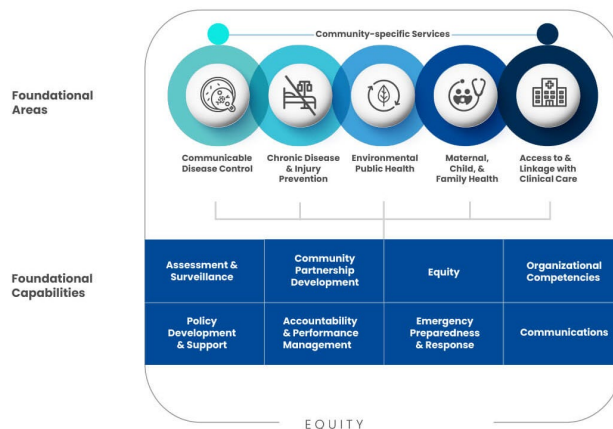 Community-specific Services
Foundational
Areas
Communicable
Disease Control
Chronic Disease
& Injury
Prevention
Environmental
Public Health
Maternal,
Child, &
Family Health
Access to &
Linkage with
Clinical Care
Foundational
Capabilities
Assessment &
Surveillance
Community
Partnership
Development
Equity
Organizational
Competencies
Policy
Development
& Support
Accountability
& Performance
Management
Emergency
Preparedness
& Response
Communications
EQUITY